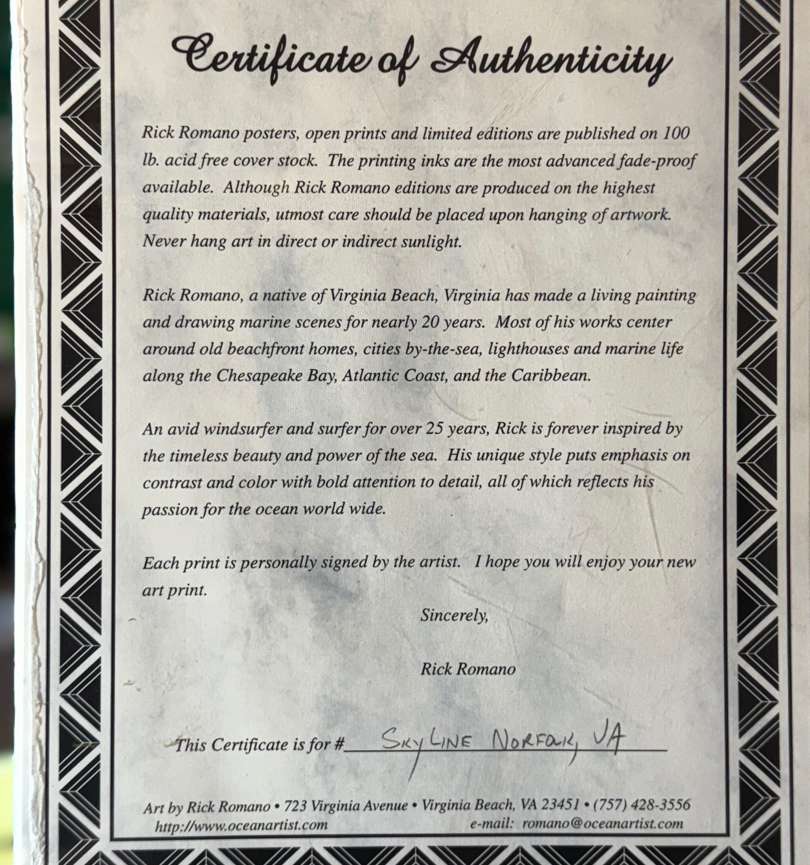 Certificate of Authenticity
Rick Romano posters, open prints and limited editions are published on 100
lb. acid free cover stock. The printing inks are the most advanced fade-proof
available. Although Rick Romano editions are produced on the highest
quality materials, utmost care should be placed upon hanging of artwork.
Never hang art in direct or indirect sunlight.
Rick Romano, a native of Virginia Beach, Virginia has made a living painting
and drawing marine scenes for nearly 20 years. Most of his works center
around old beachfront homes, cities by-the-sea, lighthouses and marine life
along the Chesapeake Bay, Atlantic Coast, and the Caribbean.
An avid windsurfer and surfer for over 25 years, Rick is forever inspired by
the timeless beauty and power of the sea. His unique style puts emphasis on
contrast and color with bold attention to detail, all of which reflects his
passion for the ocean world wide.
Each print is personally signed by the artist. I hope you will enjoy your new
art print.
Sincerely,
Rick Romano
This Certificate is for # SKYLINE NORFOLK, VA
Art by Rick Romano • 723 Virginia Avenue • Virginia Beach, VA 23451 • (757) 428-3556
http://www.oceanartist.com e-mail: romano@oceanartist.com